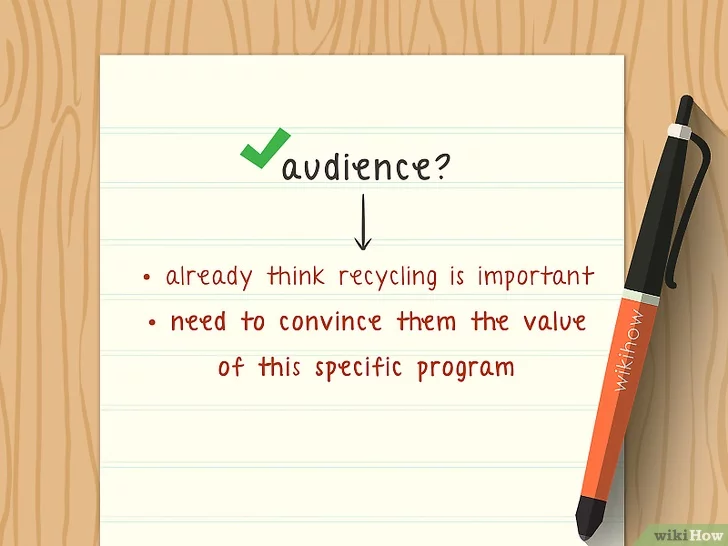 audience?
• already think recycling is important
• need to convince them the value
of this specific program
wikihow
wikiHow